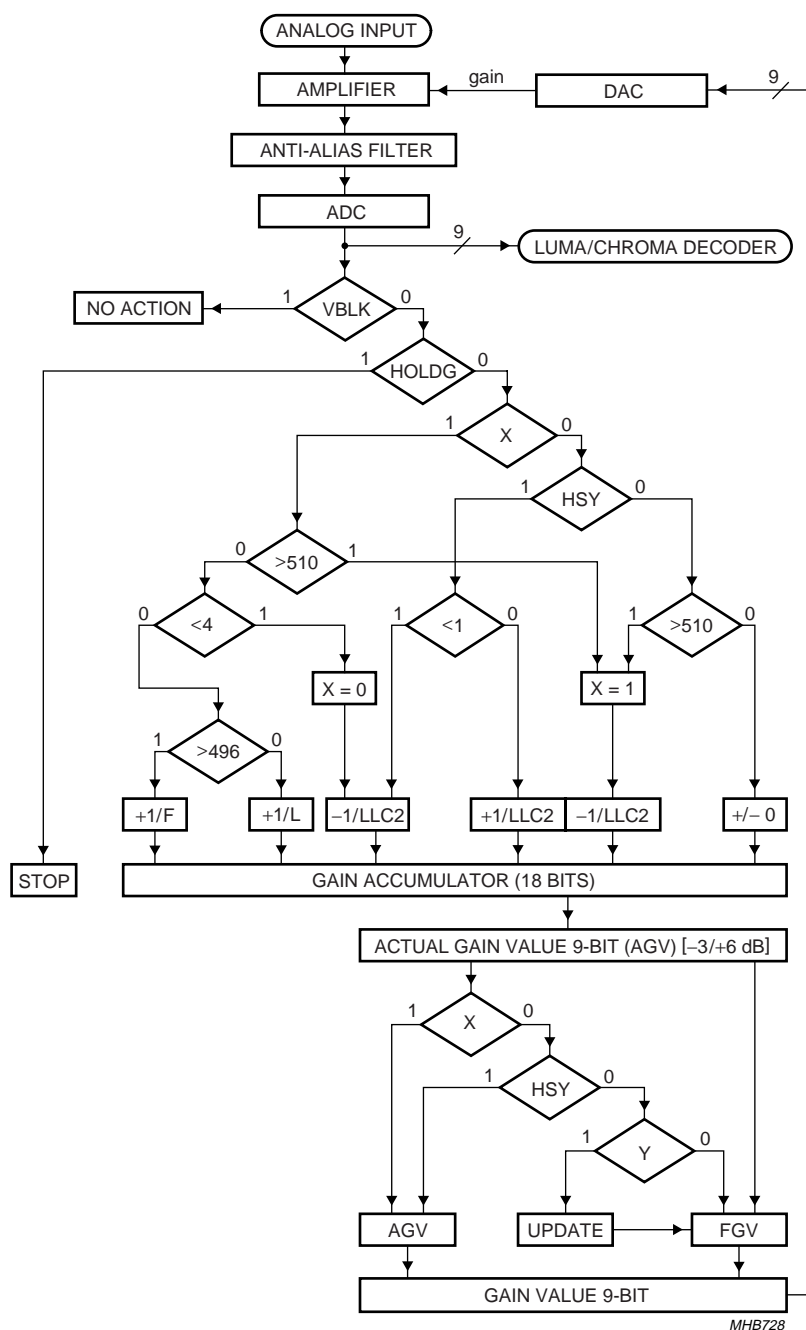 ANALOG INPUT
AMPLIFIER
gain
DAC
9
ANTI-ALIAS FILTER
ADC
9
LUMA/CHROMA DECODER
NO ACTION
1
VBLK
0
1
HOLDG
0
1
X
0
1
HSY
0
0
>510
1
0
<4
1
1
<1
0
1
>510
0
X = 0
X = 1
1
>496
0
+1/F
+1/L
−1/LLC2
+1/LLC2
−1/LLC2
+/− 0
STOP
GAIN ACCUMULATOR (18 BITS)
ACTUAL GAIN VALUE 9-BIT (AGV) [−3/+6 dB]
1
X
0
1
HSY
0
1
Y
0
AGV
UPDATE
FGV
GAIN VALUE 9-BIT
MHB728